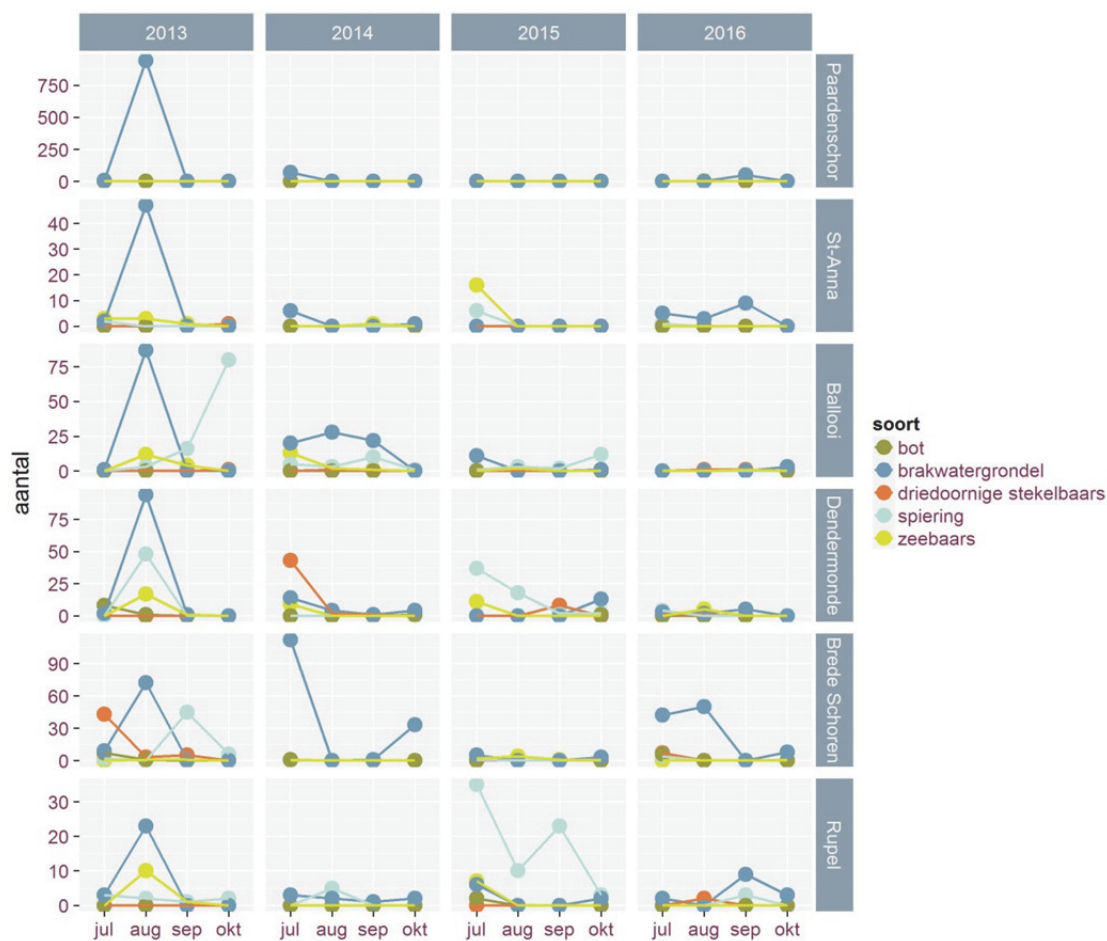 2013 2014 2015 2016
aantal
750
500
250
0
Paardenschor
40
30
20
10
0
St-Anna
75
50
25
0
Ballooi
75
50
25
0
Dendermonde
90
60
30
0
Brede Schoren
30
20
10
0
Rupel
jul aug sep okt jul aug sep okt jul aug sep okt jul aug sep okt
soort
bot
brakwatergrondel
driedoornige stekelbaars
spiering
zeebaars